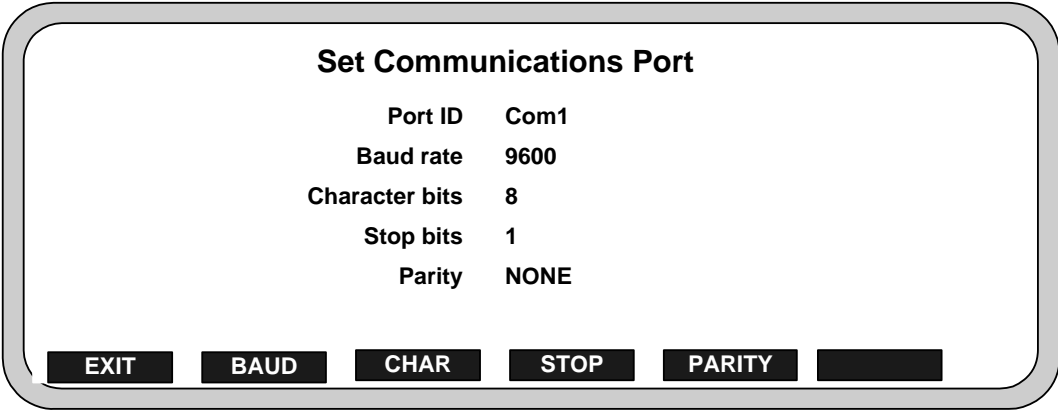 Set Communications Port
Port ID Com1
Baud rate 9600
Character bits 8
Stop bits 1
Parity NONE
EXIT BAUD CHAR STOP PARITY